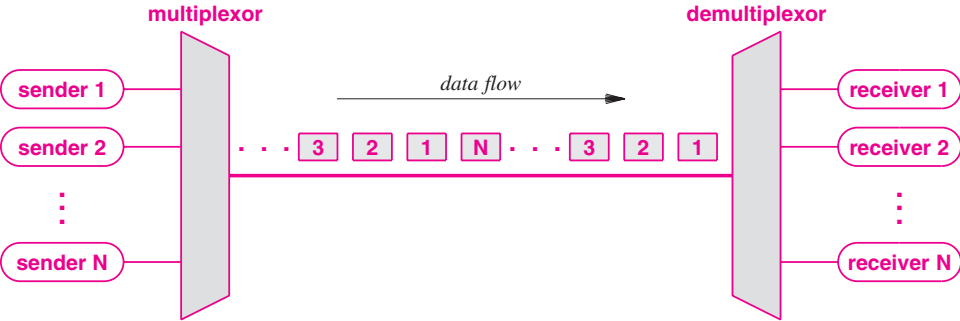 multiplexor
demultiplexor
data flow
sender 1
receiver 1
sender 2
. . . 3 2 1 N . . . 3 2 1
receiver 2
sender N
receiver N